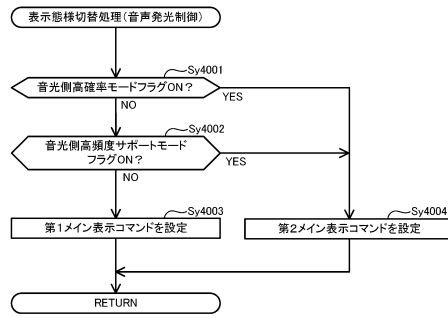 表示態様切替処理(音声発光制御)
Sy4001
音光側高確率モードフラグON?
YES
NO
Sy4002
音光側高頻度サポートモード
フラグON?
YES
NO
Sy4003
第1メイン表示コマンドを設定
Sy4004
第2メイン表示コマンドを設定
RETURN